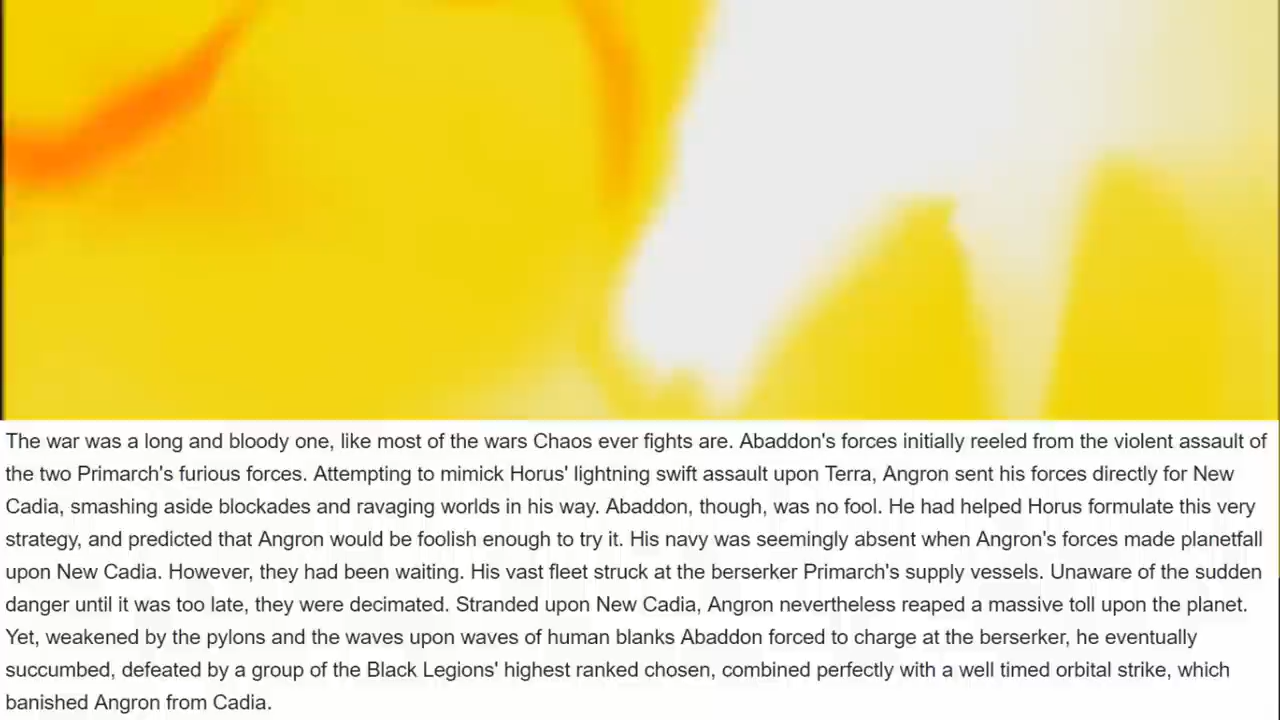 The war was a long and bloody one, like most of the wars Chaos ever fights are. Abaddon's forces initially reeled from the violent assault of
the two Primarch's furious forces. Attempting to mimick Horus' lightning swift assault upon Terra, Angron sent his forces directly for New
Cadia, smashing aside blockades and ravaging worlds in his way. Abaddon, though, was no fool. He had helped Horus formulate this very
strategy, and predicted that Angron would be foolish enough to try it. His navy was seemingly absent when Angron's forces made planetfall
upon New Cadia. However, they had been waiting. His vast fleet struck at the berserker Primarch's supply vessels. Unaware of the sudden
danger until it was too late, they were decimated. Stranded upon New Cadia, Angron nevertheless reaped a massive toll upon the planet.
Yet, weakened by the pylons and the waves upon waves of human blanks Abaddon forced to charge at the berserker, he eventually
succumbed, defeated by a group of the Black Legions' highest ranked chosen, combined perfectly with a well timed orbital strike, which
banished Angron from Cadia.